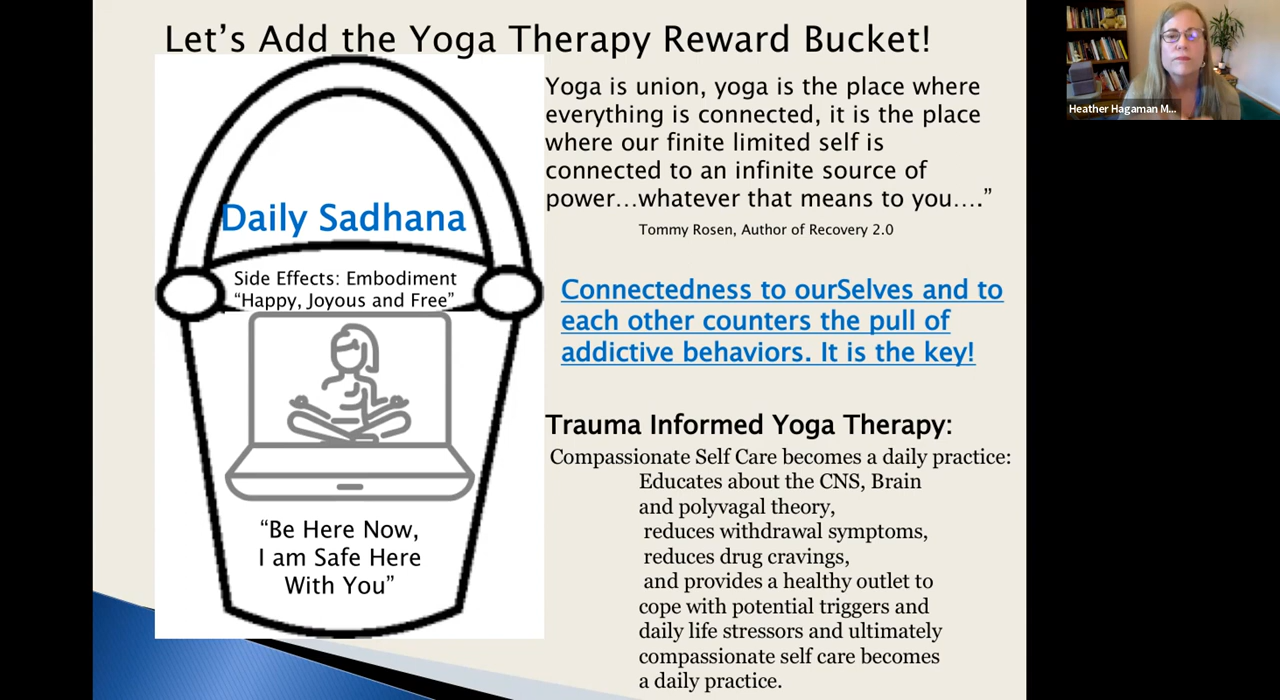 Let’s Add the Yoga Therapy Reward Bucket!
Daily Sadhana
Side Effects: Embodiment
“Happy, Joyous and Free”
“Be Here Now,
I am Safe Here
With You”
Yoga is union, yoga is the place where
everything is connected, it is the place
where our finite limited self is
connected to an infinite source of
power…whatever that means to you….”
Tommy Rosen, Author of Recovery 2.0
Connectedness to ourSelves and to
each other counters the pull of
addictive behaviors. It is the key!
Trauma Informed Yoga Therapy:
Compassionate Self Care becomes a daily practice:
Educates about the CNS, Brain
and polyvagal theory,
reduces withdrawal symptoms,
reduces drug cravings,
and provides a healthy outlet to
cope with potential triggers and
daily life stressors and ultimately
compassionate self care becomes
a daily practice.
Heather Hagaman M...